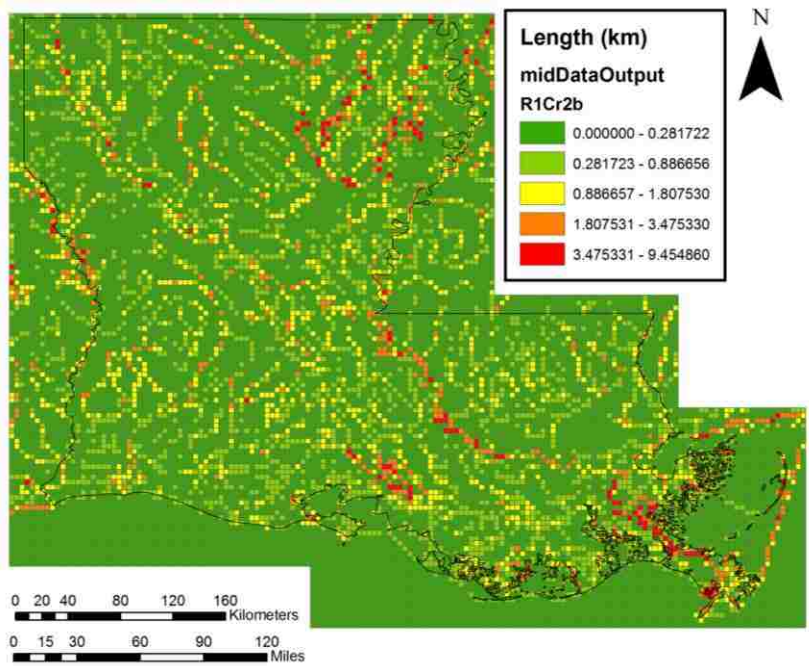 N
Length (km)
midDataOutput
R1Cr2b
0.000000 - 0.281722
0.281723 - 0.886656
0.886657 - 1.807530
1.807531 - 3.475330
3.475331 - 9.454860
0 20 40 80 120 160
Kilometers
0 15 30 60 90 120
Miles